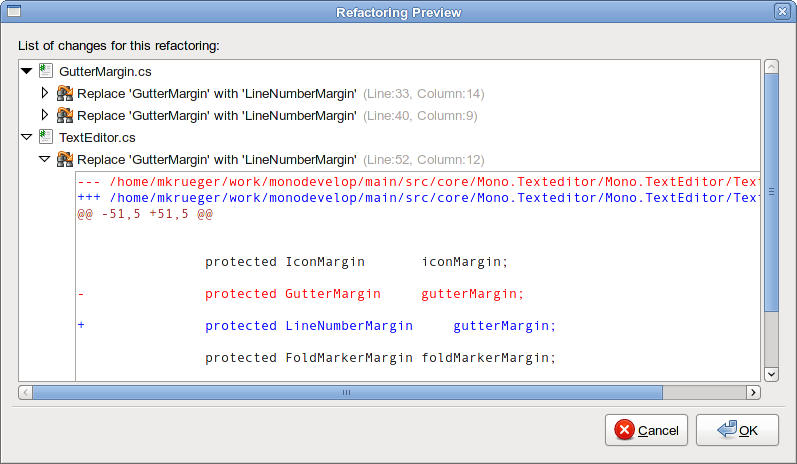 Refactoring Preview
List of changes for this refactoring:
GutterMargin.cs
Replace 'GutterMargin' with 'LineNumberMargin' (Line:33, Column:14)
Replace 'GutterMargin' with 'LineNumberMargin' (Line:40, Column:9)
TextEditor.cs
Replace 'GutterMargin' with 'LineNumberMargin' (Line:52, Column:12)
--- /home/mkrueger/work/monodevelop/main/src/core/Mono.Texteditor/Mono.TextEditor/Tex
+++ /home/mkrueger/work/monodevelop/main/src/core/Mono.Texteditor/Mono.TextEditor/Tex
@@ -51,5 +51,5 @@
protected IconMargin       iconMargin;
-               protected GutterMargin     gutterMargin;
+               protected LineNumberMargin     gutterMargin;
protected FoldMarkerMargin foldMarkerMargin;
Cancel OK